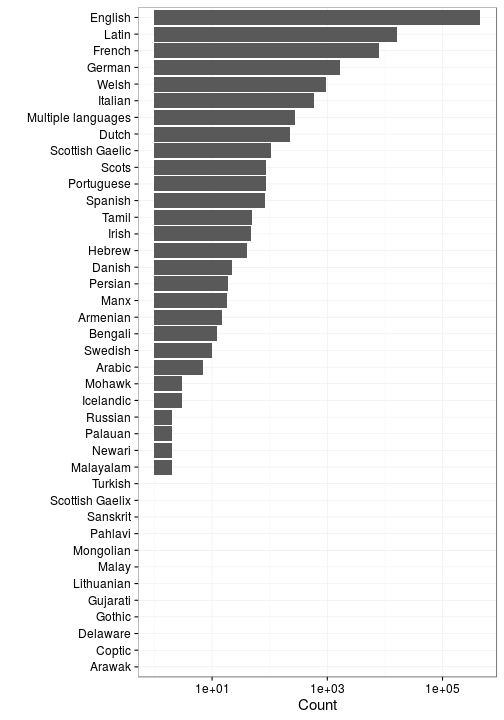 English
Latin
French
German
Welsh
Italian
Multiple languages
Dutch
Scottish Gaelic
Scots
Portuguese
Spanish
Tamil
Irish
Hebrew
Danish
Persian
Manx
Armenian
Bengali
Swedish
Arabic
Mohawk
Icelandic
Russian
Palauan
Newari
Malayalam
Turkish
Scottish Gaelix
Sanskrit
Pahlavi
Mongolian
Malay
Lithuanian
Gujarati
Gothic
Delaware
Coptic
Arawak
1e+01 1e+03 1e+05
Count